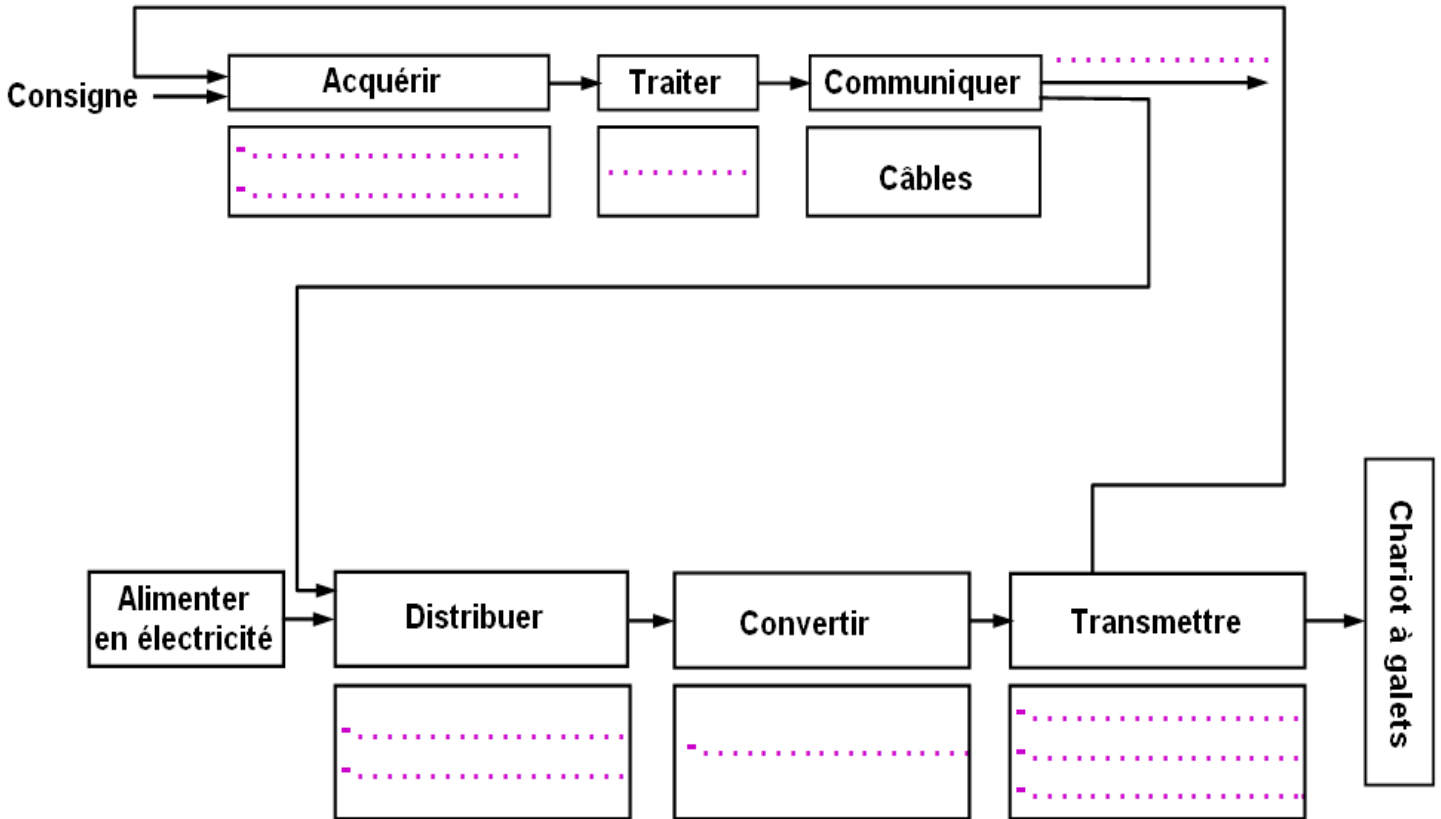 Acquérir
Traiter
Communiquer
Consigne
Câbles
Alimenter
en électricité
Distribuer
Convertir
Transmettre
Chariot à galets